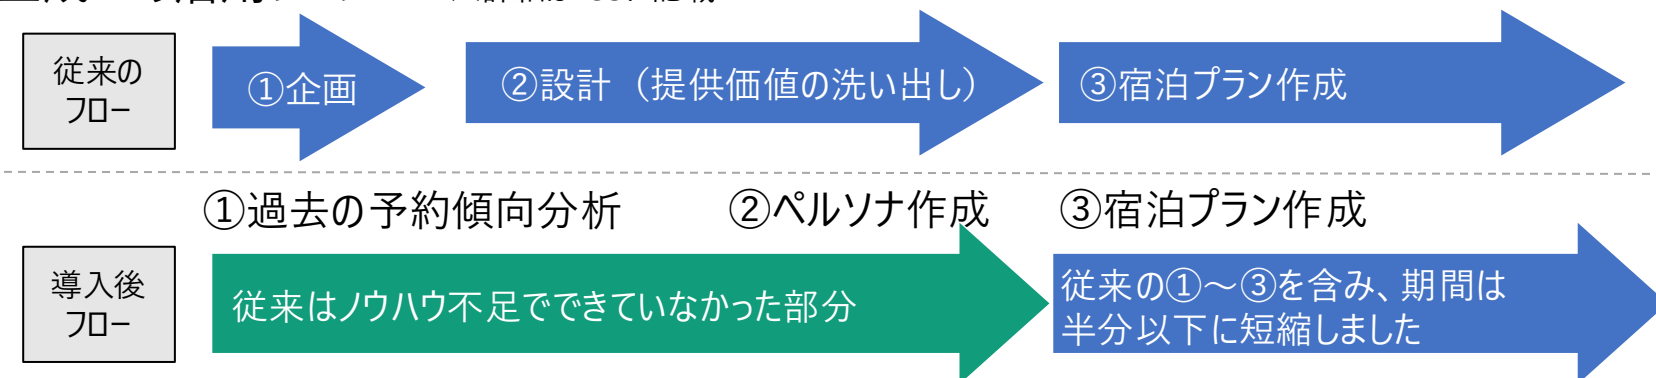 従来の
フロー
①企画
②設計（提供価値の洗い出し）
③宿泊プラン作成
①過去の予約傾向分析
②ペルソナ作成
③宿泊プラン作成
導入後
フロー
従来はノウハウ不足でできていなかった部分
従来の①～③を含み、期間は
半分以下に短縮しました